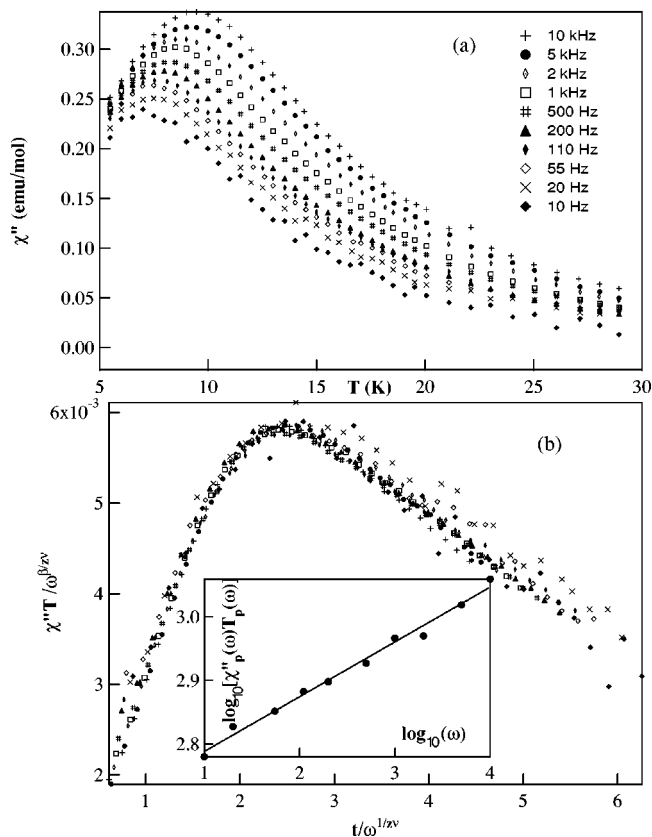 (a)
10 kHz
5 kHz
2 kHz
1 kHz
500 Hz
200 Hz
110 Hz
55 Hz
20 Hz
10 Hz
χ'' (emu/mol)
0.30
0.25
0.20
0.15
0.10
0.05
0.00
5 10 15 20 25 30
T (K)
(b)
6x10⁻³
5
4
3
2
χ''T /ω^β/zν
log₁₀[χ''ₚ(ω)Tₚ(ω)]
3.0
2.9
2.8
log₁₀(ω)
1 2 3 4
1 2 3 4 5 6
t/ω^1/zν